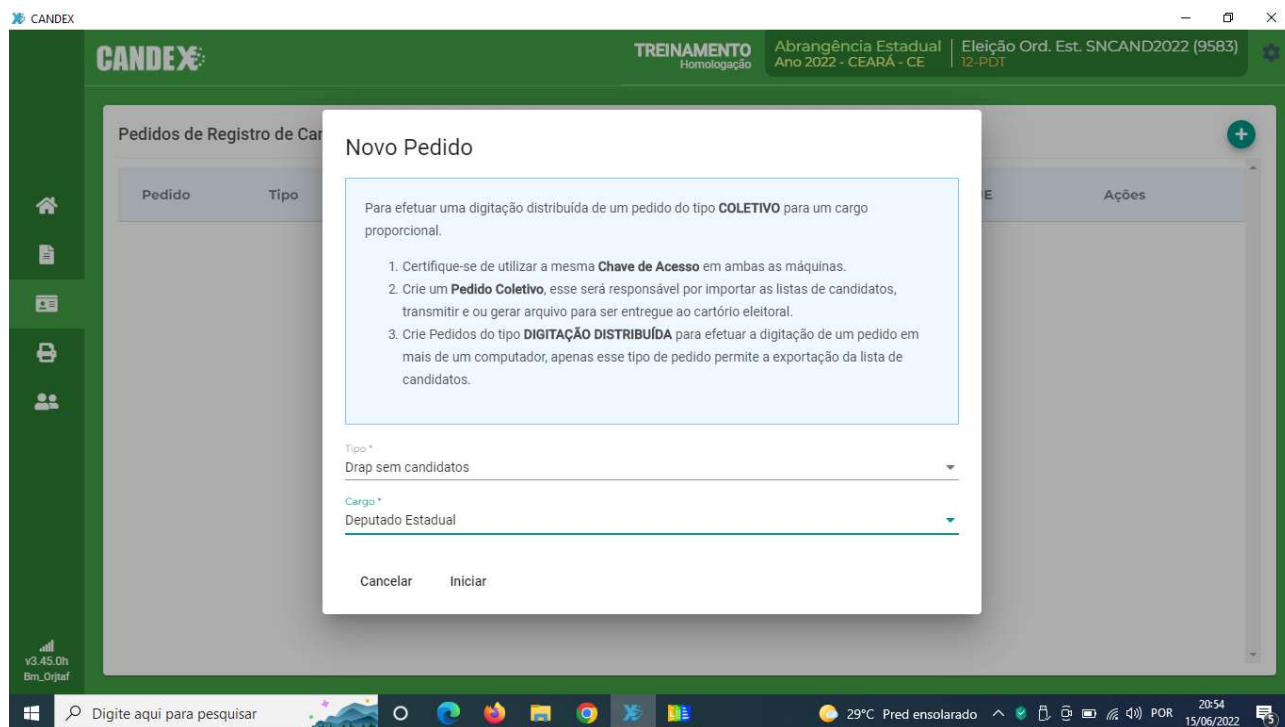 CANDEX
CANDEX
TREINAMENTO
Homologação
Abrangência Estadual
Ano 2022 - CEARÁ - CE
Eleição Ord. Est. SNCAND2022 (9583)
12-PDT
Pedidos de Registro de Car
Pedido Tipo E Ações
Novo Pedido
Para efetuar uma digitação distribuída de um pedido do tipo COLETIVO para um cargo
proporcional.
1. Certifique-se de utilizar a mesma Chave de Acesso em ambas as máquinas.
2. Crie um Pedido Coletivo, esse será responsável por importar as listas de candidatos,
transmitir e ou gerar arquivo para ser entregue ao cartório eleitoral.
3. Crie Pedidos do tipo DIGITAÇÃO DISTRIBUÍDA para efetuar a digitação de um pedido em
mais de um computador, apenas esse tipo de pedido permite a exportação da lista de
candidatos.
Tipo *
Drap sem candidatos
Cargo *
Deputado Estadual
Cancelar Iniciar
v3.45.0h
Bm_Orjtaf
Digite aqui para pesquisar
29°C Pred ensolarado
POR
20:54
15/06/2022